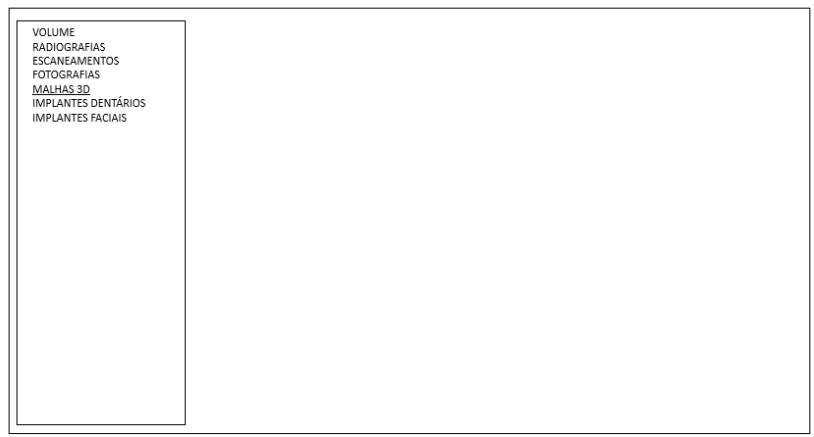 VOLUME
RADIOGRAFIAS
ESCANEAMENTOS
FOTOGRAFIAS
MALHAS 3D
IMPLANTES DENTÁRIOS
IMPLANTES FACIAIS